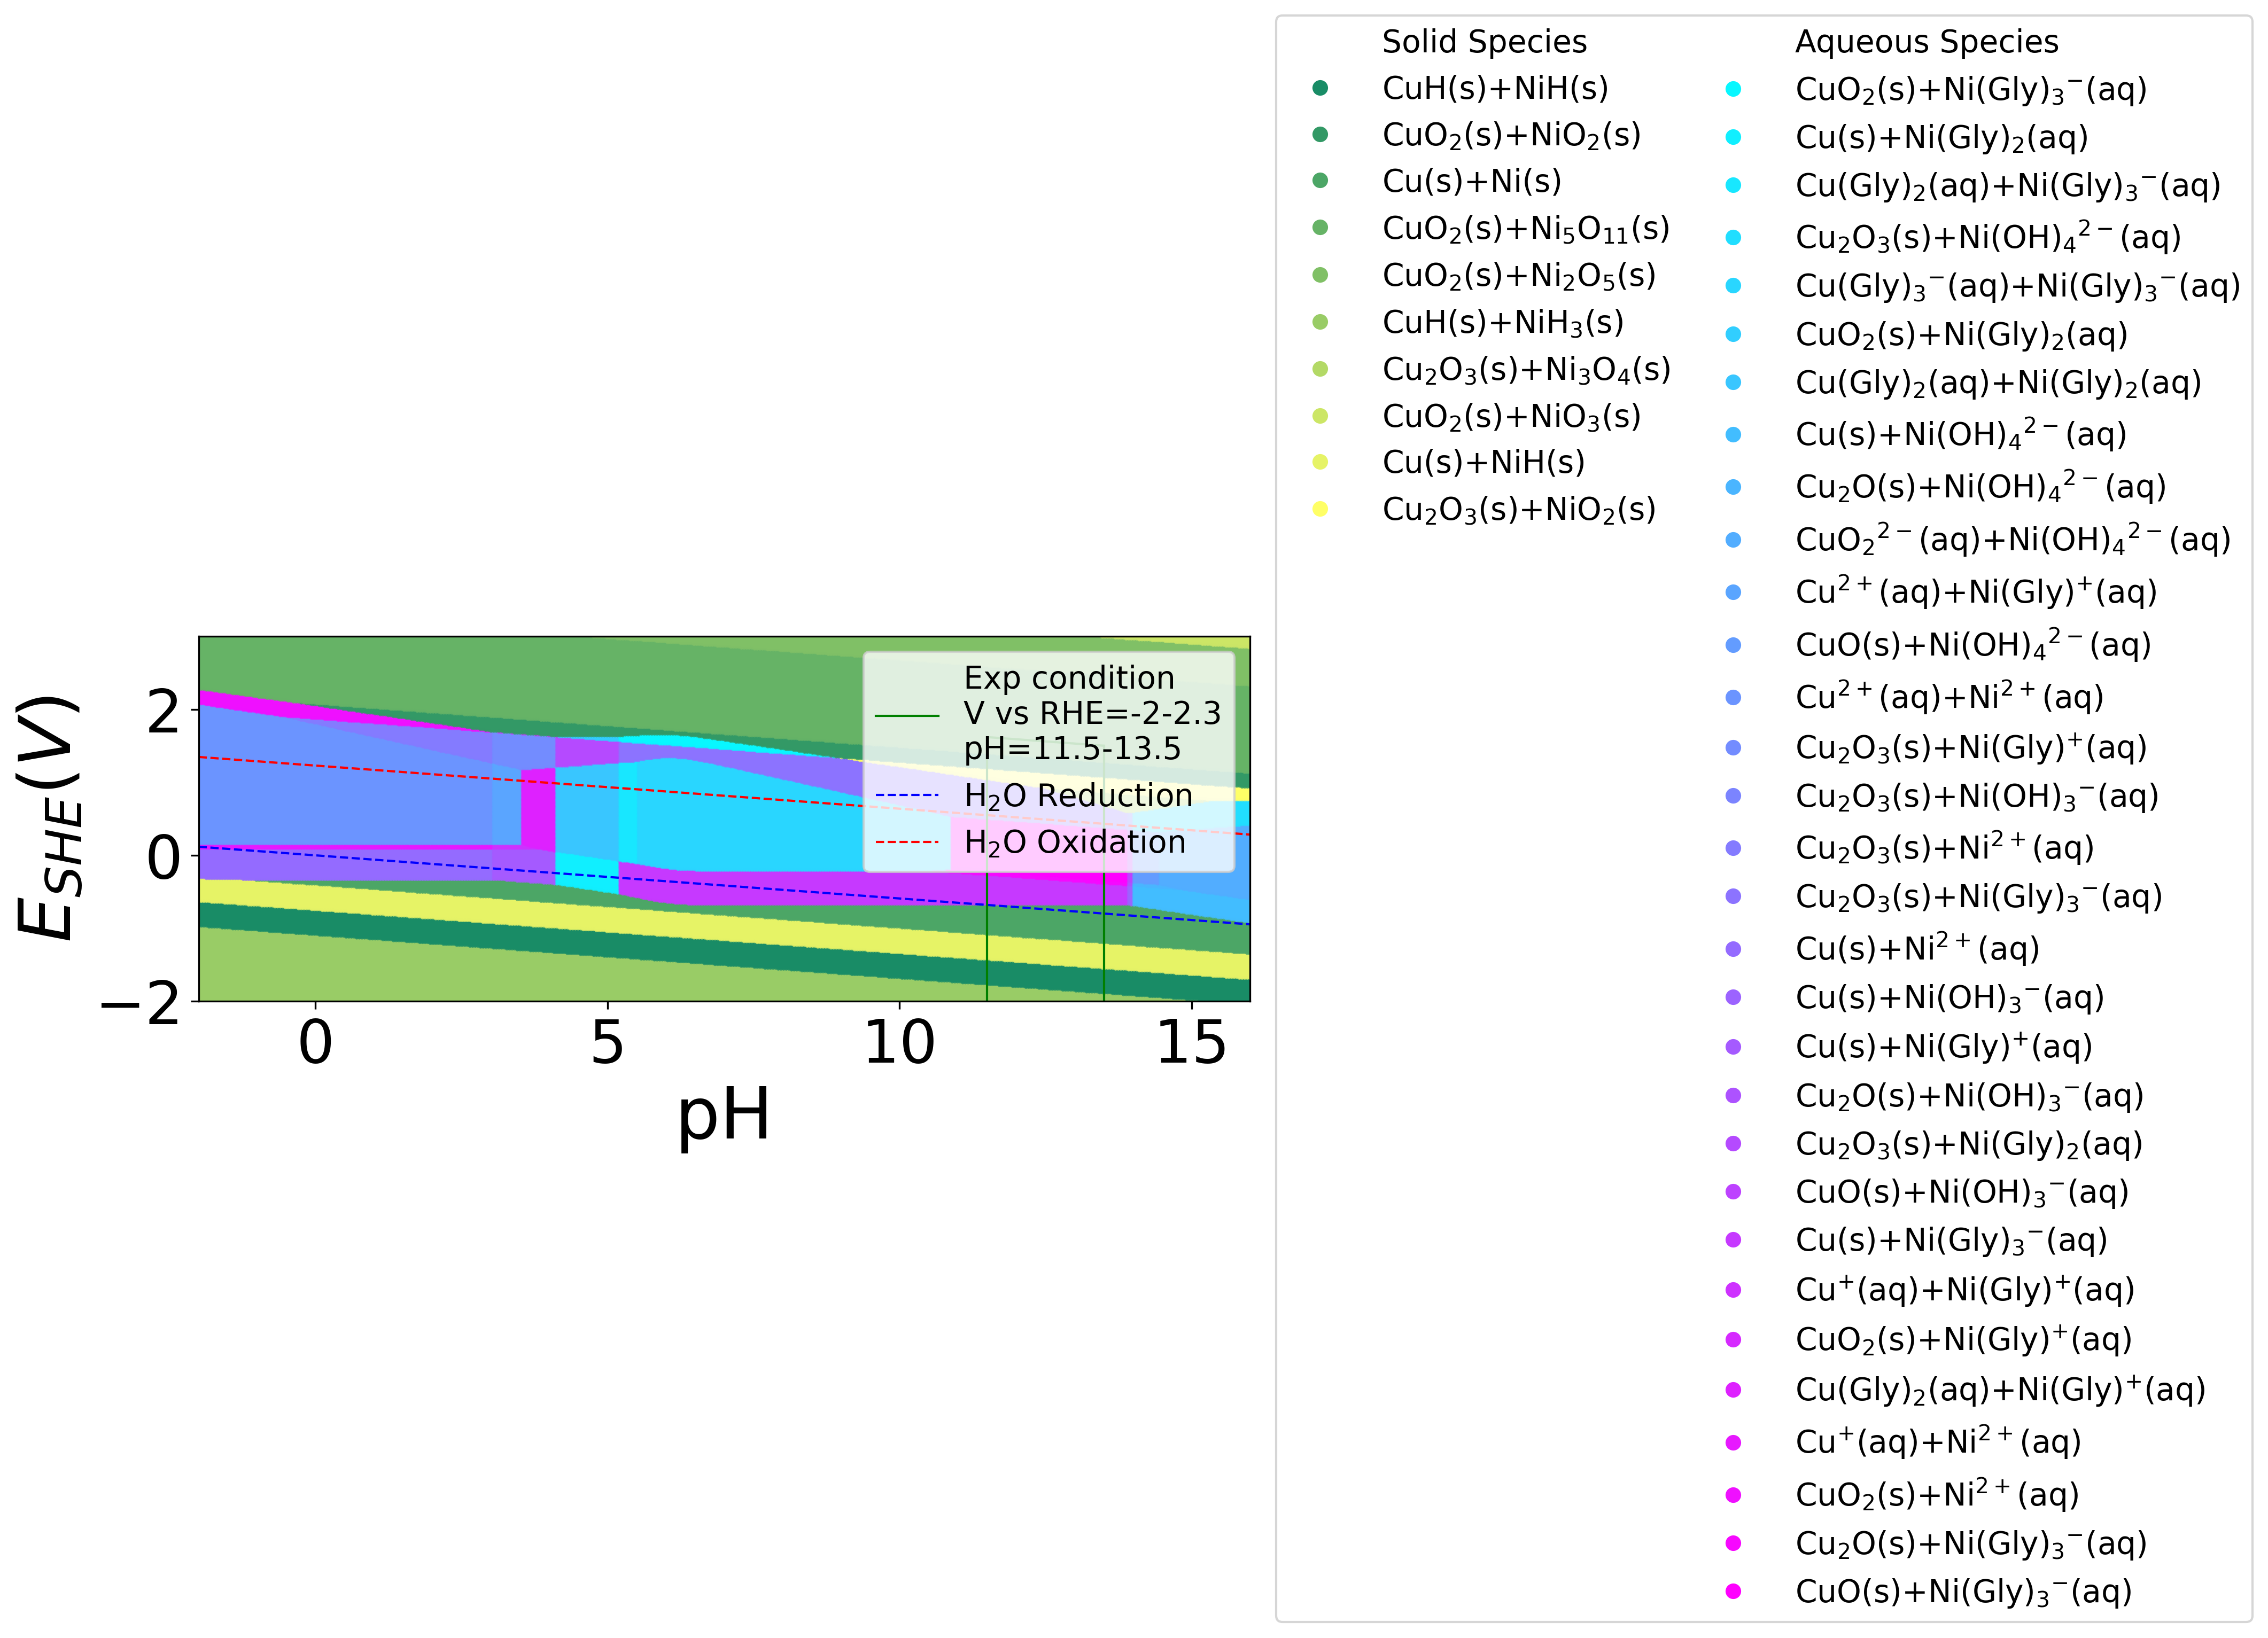 Solid Species
CuH(s)+NiH(s)
CuO₂(s)+NiO₂(s)
Cu(s)+Ni(s)
CuO₂(s)+Ni₅O₁₁(s)
CuO₂(s)+Ni₂O₅(s)
CuH(s)+NiH₃(s)
Cu₂O₃(s)+Ni₃O₄(s)
CuO₂(s)+NiO₃(s)
Cu(s)+NiH(s)
Cu₂O₃(s)+NiO₂(s)
Aqueous Species
CuO₂(s)+Ni(Gly)₃⁻(aq)
Cu(s)+Ni(Gly)₂(aq)
Cu(Gly)₂(aq)+Ni(Gly)₃⁻(aq)
Cu₂O₃(s)+Ni(OH)₄²⁻(aq)
Cu(Gly)₃⁻(aq)+Ni(Gly)₃⁻(aq)
CuO₂(s)+Ni(Gly)₂(aq)
Cu(Gly)₂(aq)+Ni(Gly)₂(aq)
Cu(s)+Ni(OH)₄²⁻(aq)
Cu₂O(s)+Ni(OH)₄²⁻(aq)
CuO₂²⁻(aq)+Ni(OH)₄²⁻(aq)
Cu²⁺(aq)+Ni(Gly)⁺(aq)
CuO(s)+Ni(OH)₄²⁻(aq)
Cu²⁺(aq)+Ni²⁺(aq)
Cu₂O₃(s)+Ni(Gly)⁺(aq)
Cu₂O₃(s)+Ni(OH)₃⁻(aq)
Cu₂O₃(s)+Ni²⁺(aq)
Cu₂O₃(s)+Ni(Gly)₃⁻(aq)
Cu(s)+Ni²⁺(aq)
Cu(s)+Ni(OH)₃⁻(aq)
Cu(s)+Ni(Gly)⁺(aq)
Cu₂O(s)+Ni(OH)₃⁻(aq)
Cu₂O₃(s)+Ni(Gly)₂(aq)
CuO(s)+Ni(OH)₃⁻(aq)
Cu(s)+Ni(Gly)₃⁻(aq)
Cu⁺(aq)+Ni(Gly)⁺(aq)
CuO₂(s)+Ni(Gly)⁺(aq)
Cu(Gly)₂(aq)+Ni(Gly)⁺(aq)
Cu⁺(aq)+Ni²⁺(aq)
CuO₂(s)+Ni²⁺(aq)
Cu₂O(s)+Ni(Gly)₃⁻(aq)
CuO(s)+Ni(Gly)₃⁻(aq)
E_SHE(V)
2
0
−2
Exp condition
V vs RHE=-2-2.3
pH=11.5-13.5
H₂O Reduction
H₂O Oxidation
0 5 10 15
pH